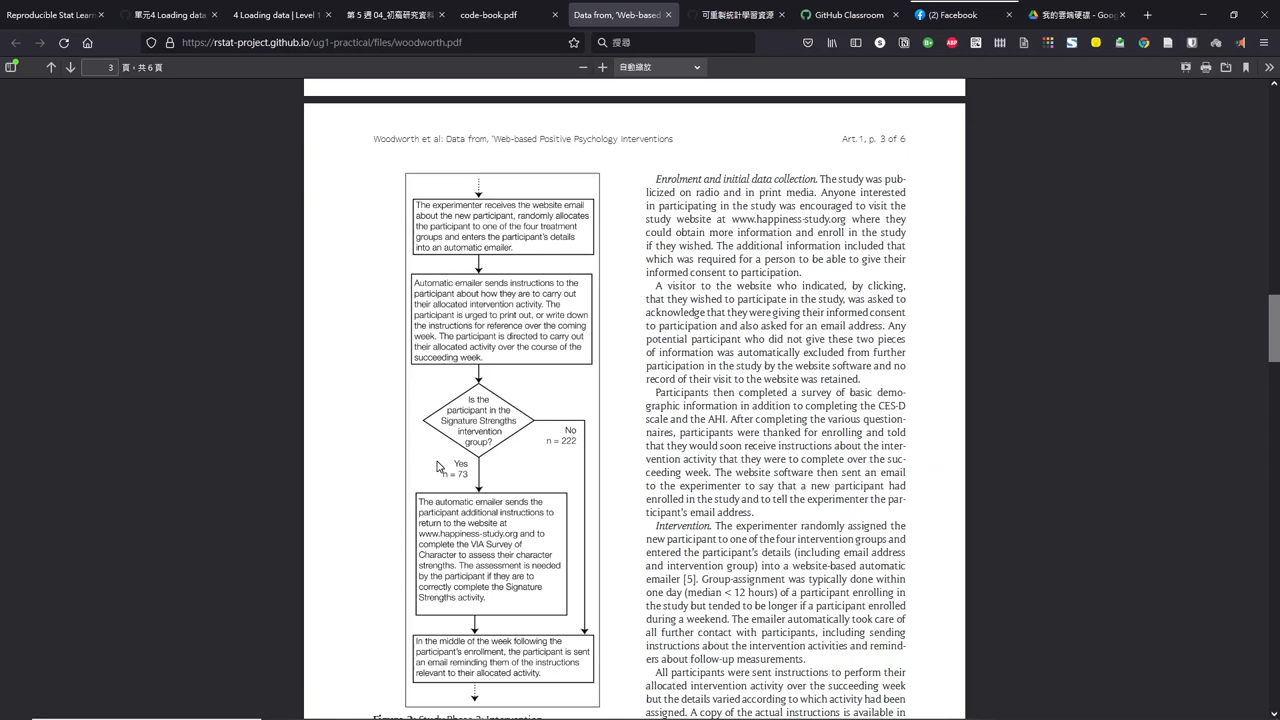 Reproducible Stat Learn
單元4 Loading data
4 Loading data | Level 1
第 5 週 04_初窺研究資料
code-book.pdf
Data from, 'Web-based
可重製統計學習資源
GitHub Classroom
(2) Facebook
我的雲端硬碟 - Goog
https://rstat-project.github.io/ug1-practical/files/woodworth.pdf
搜尋
3 頁，共 6 頁
自動縮放
Woodworth et al: Data from, 'Web-based Positive Psychology Interventions
Art. 1, p. 3 of 6
The experimenter receives the website email
about the new participant, randomly allocates
the participant to one of the four treatment
groups and enters the participant's details
into an automatic emailer.
Automatic emailer sends instructions to the
participant about how they are to carry out
their allocated intervention activity. The
participant is urged to print out, or write down
the instructions for reference over the coming
week. The participant is directed to carry out
their allocated activity over the course of the
succeeding week.
Is the
participant in the
Signature Strengths
intervention
group?
No
n = 222
Yes
n = 73
The automatic emailer sends the
participant additional instructions to
return to the website at
www.happiness-study.org and to
complete the VIA Survey of
Character to assess their character
strengths. The assessment is needed
by the participant if they are to
correctly complete the Signature
Strengths activity.
In the middle of the week following the
participant's enrollment, the participant is sent
an email reminding them of the instructions
relevant to their allocated activity.
Figure 2: Study Phase 2: Intervention
Enrolment and initial data collection. The study was pub-
licized on radio and in print media. Anyone interested
in participating in the study was encouraged to visit the
study website at www.happiness-study.org where they
could obtain more information and enroll in the study
if they wished. The additional information included that
which was required for a person to be able to give their
informed consent to participation.
A visitor to the website who indicated, by clicking,
that they wished to participate in the study, was asked to
acknowledge that they were giving their informed consent
to participation and also asked for an email address. Any
potential participant who did not give these two pieces
of information was automatically excluded from further
participation in the study by the website software and no
record of their visit to the website was retained.
Participants then completed a survey of basic demo-
graphic information in addition to completing the CES-D
scale and the AHI. After completing the various question-
naires, participants were thanked for enrolling and told
that they would soon receive instructions about the inter-
vention activity that they were to complete over the suc-
ceeding week. The website software then sent an email
to the experimenter to say that a new participant had
enrolled in the study and to tell the experimenter the par-
ticipant's email address.
Intervention. The experimenter randomly assigned the
new participant to one of the four intervention groups and
entered the participant's details (including email address
and intervention group) into a website-based automatic
emailer [5]. Group-assignment was typically done within
one day (median < 12 hours) of a participant enrolling in
the study but tended to be longer if a participant enrolled
during a weekend. The emailer automatically took care of
all further contact with participants, including sending
instructions about the intervention activities and remind-
ers about follow-up measurements.
All participants were sent instructions to perform their
allocated intervention activity over the succeeding week
but the details varied according to which activity had been
assigned. A copy of the actual instructions is available in